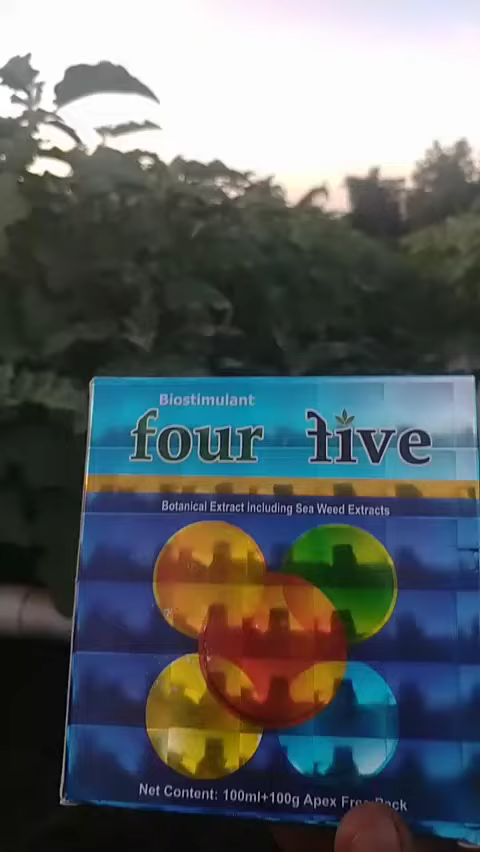 Biostimulant
four five
Botanical Extract Including Sea Weed Extracts
Net Content: 100ml+100g Apex Free Pack